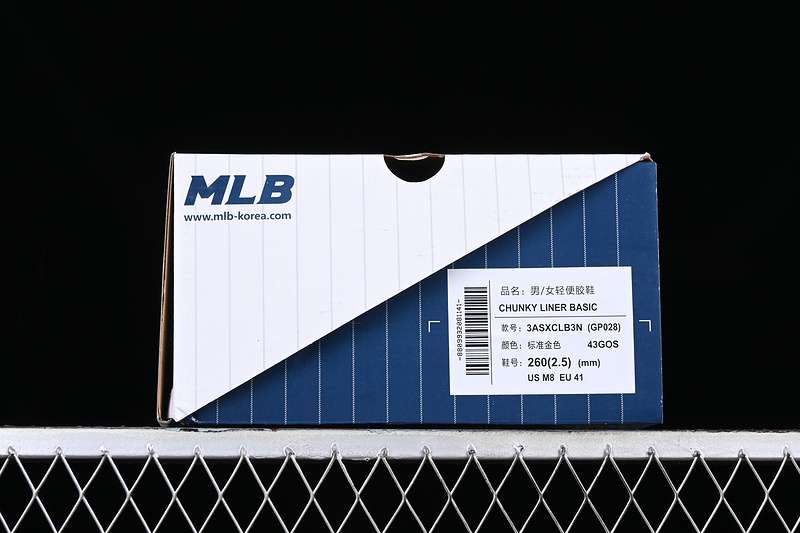 MLB
www.mlb-korea.com
品名：男/女轻便胶鞋
CHUNKY LINER BASIC
款号：3ASXCLB3N (GP028)
颜色：标准金色 43GOS
鞋号：260(2.5) (mm)
US M8 EU 41
-8809932081141-